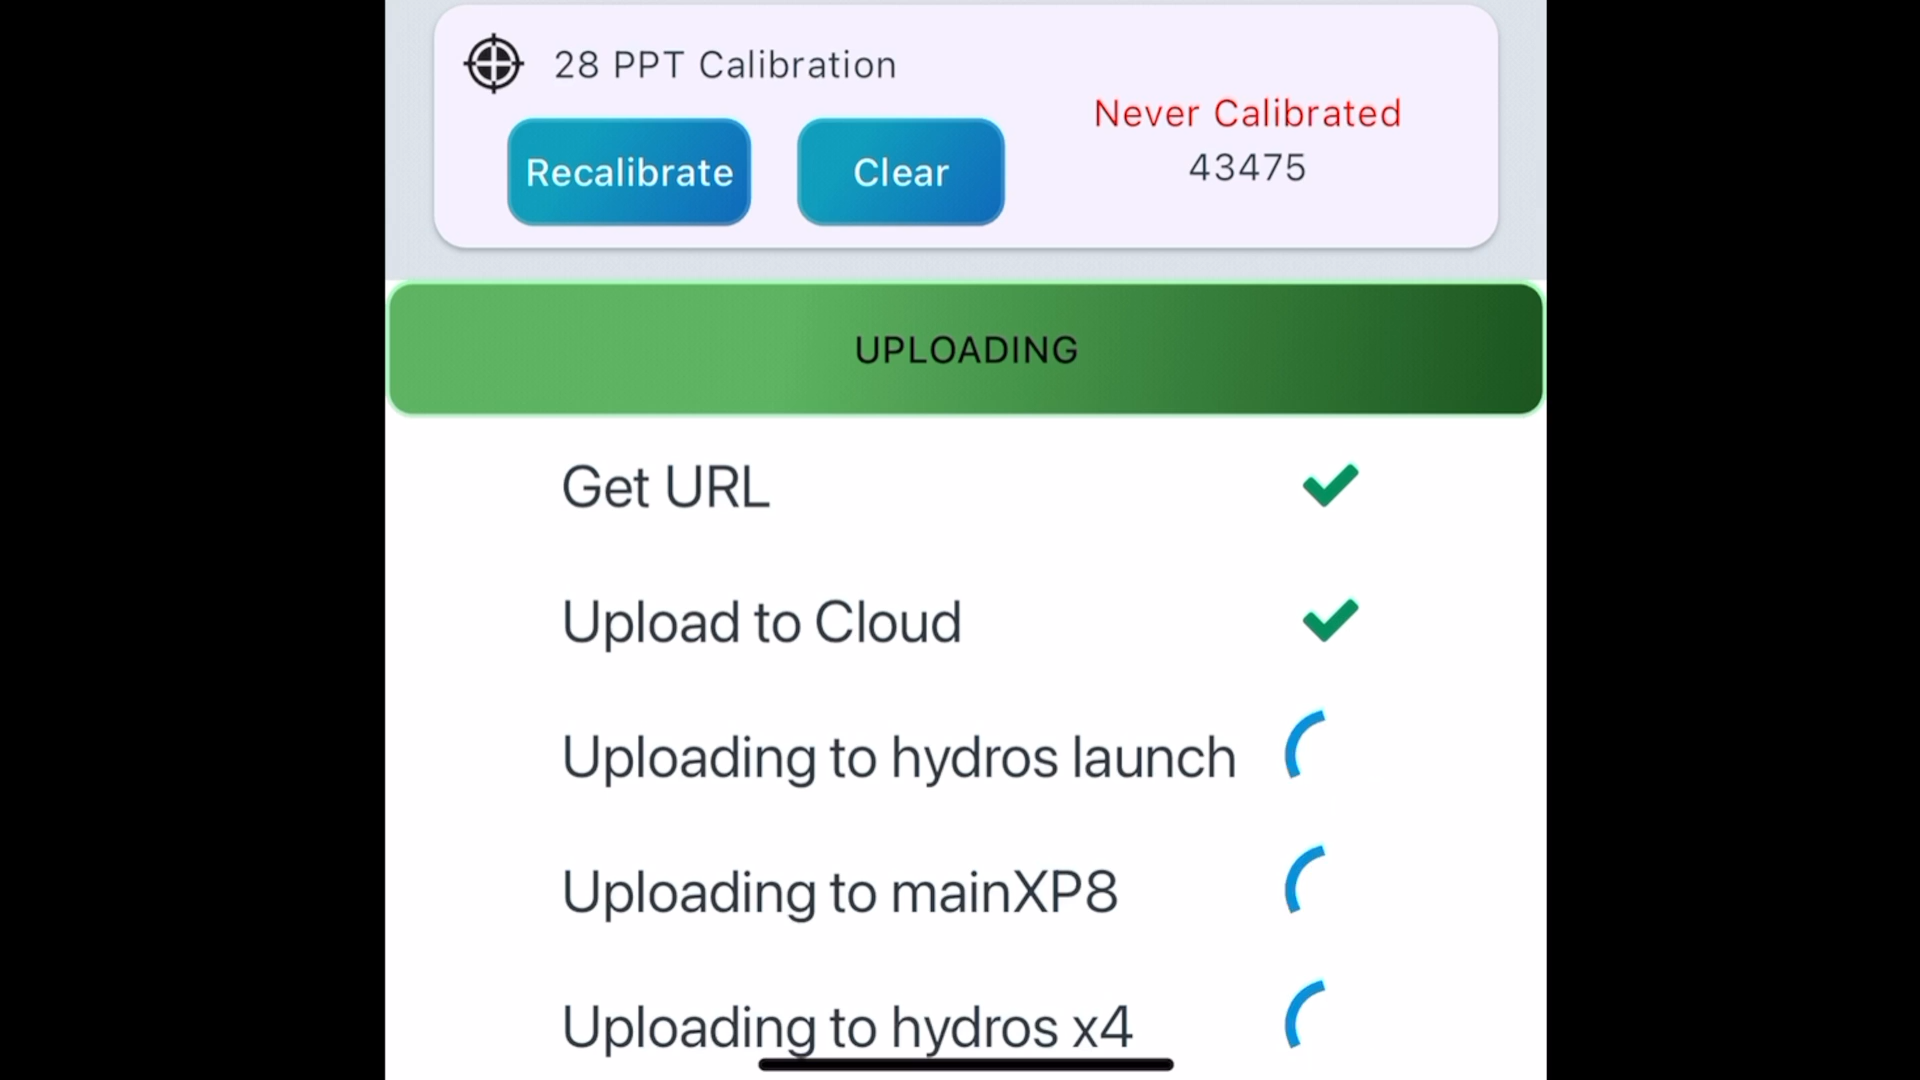 28 PPT Calibration
Never Calibrated
Recalibrate
Clear
43475
UPLOADING
Get URL
Upload to Cloud
Uploading to hydros launch
Uploading to mainXP8
Uploading to hydros x4